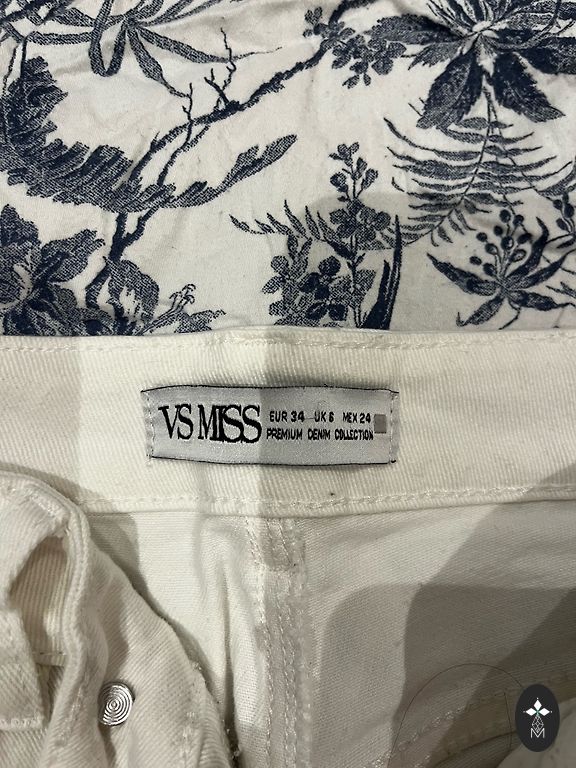 VS MISS
EUR 34 UK 6 MEX 24
PREMIUM DENIM COLLECTION
M